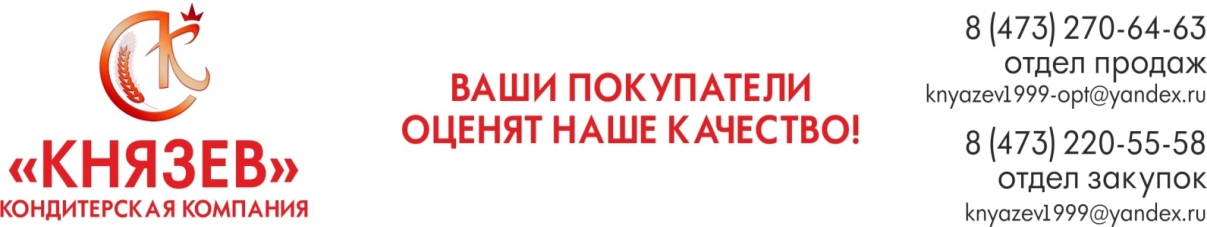 СК
«КНЯЗЕВ»
КОНДИТЕРСКАЯ КОМПАНИЯ
ВАШИ ПОКУПАТЕЛИ
ОЦЕНЯТ НАШЕ КАЧЕСТВО!
8 (473) 270-64-63
отдел продаж
knyazev1999-opt@yandex.ru
8 (473) 220-55-58
отдел закупок
knyazev1999@yandex.ru